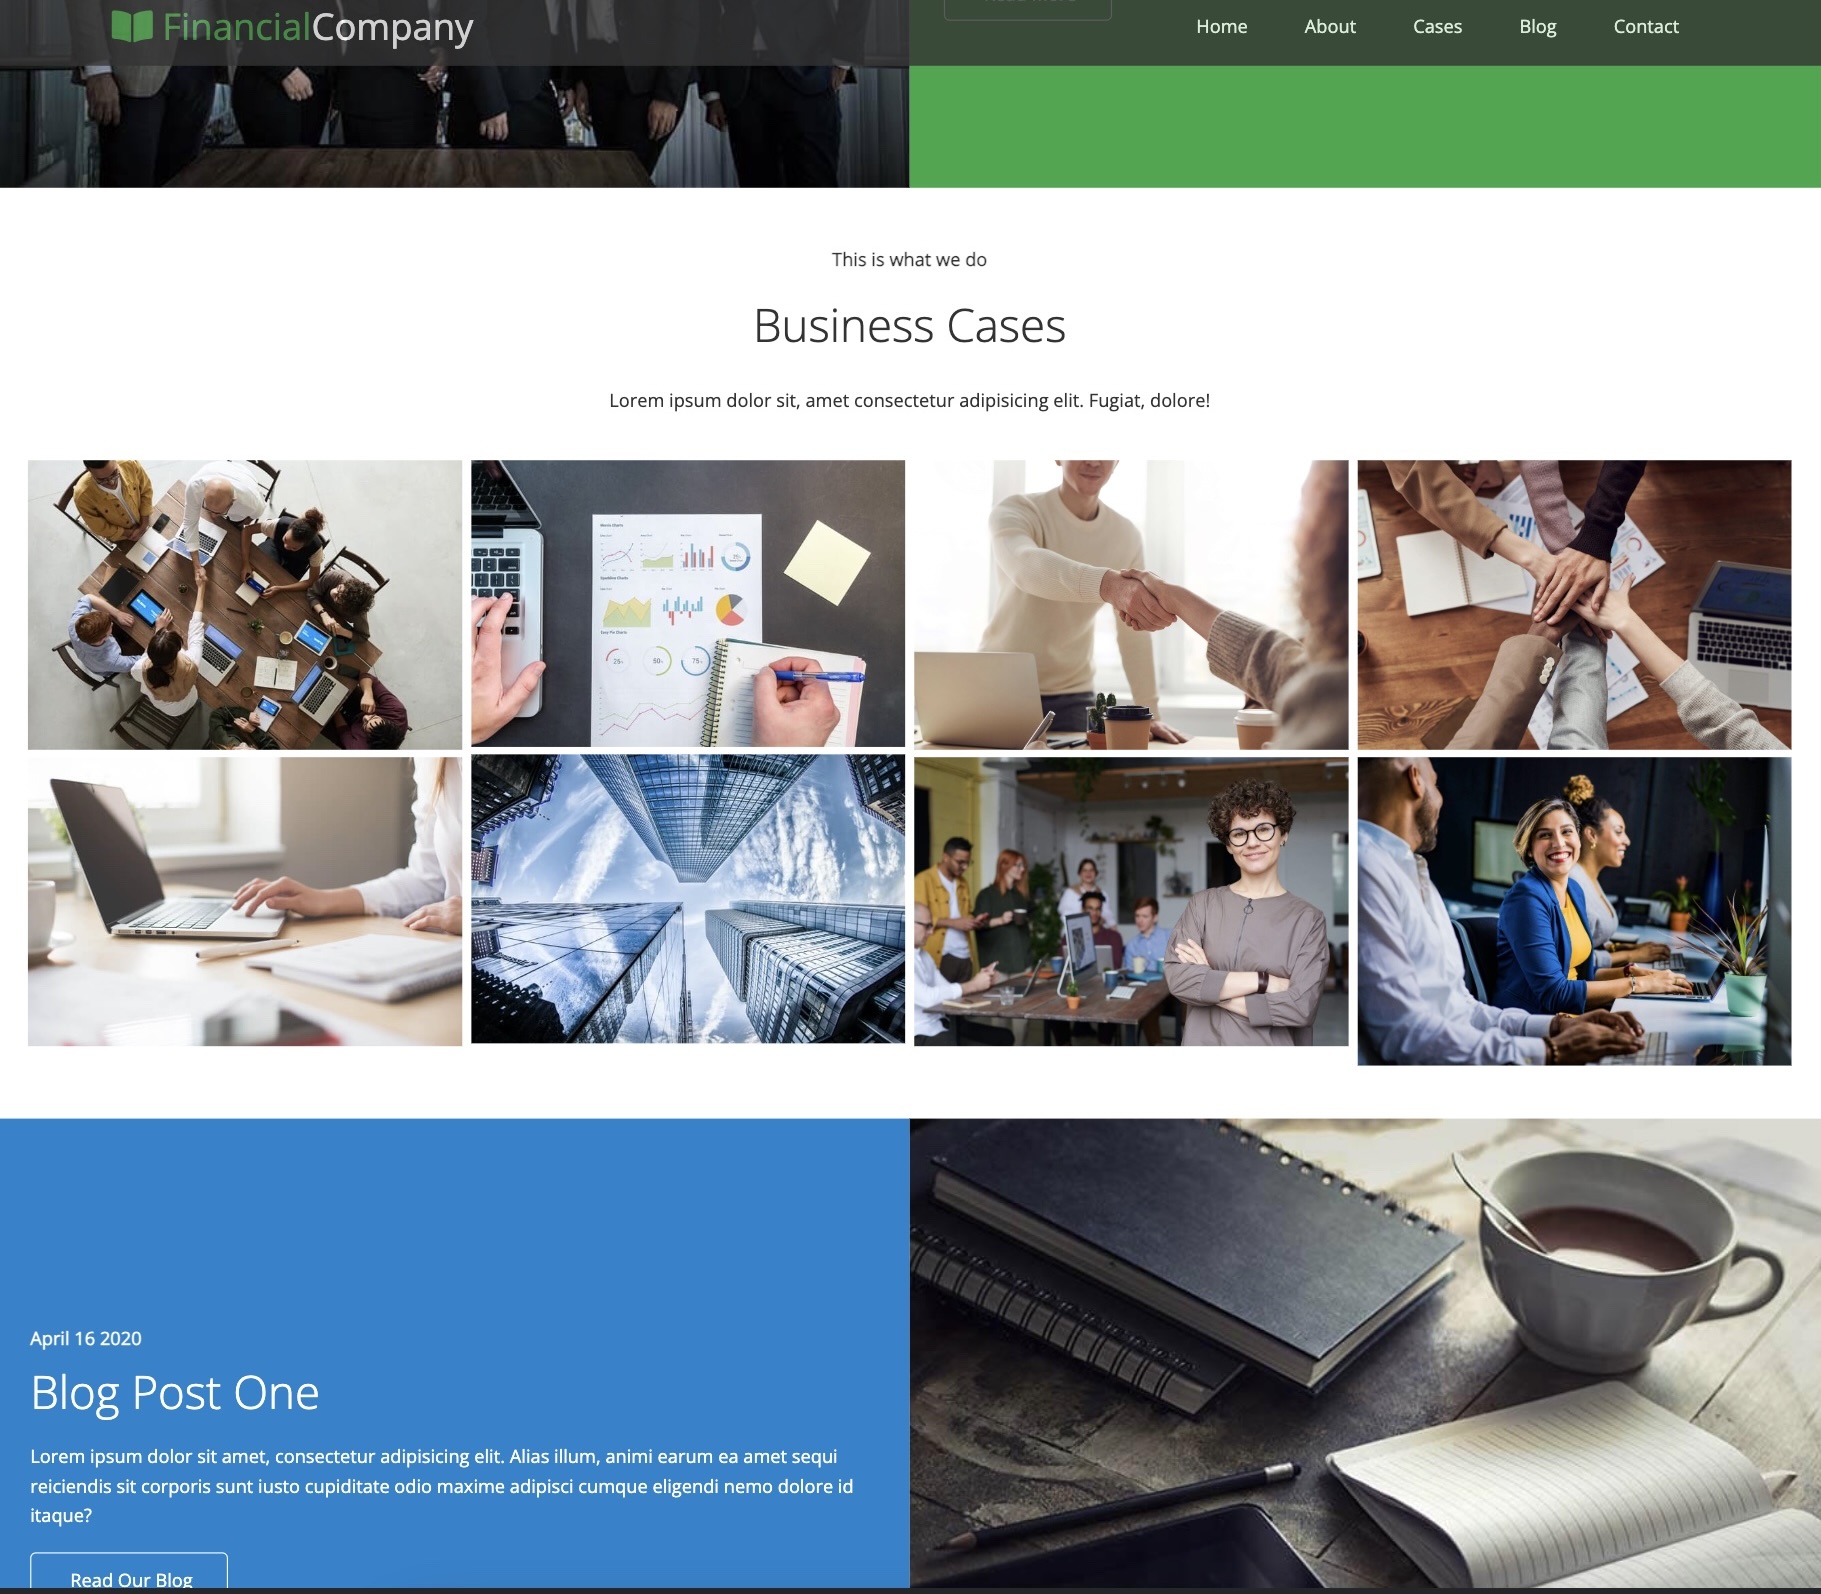 FinancialCompany
Home About Cases Blog Contact
This is what we do
Business Cases
Lorem ipsum dolor sit, amet consectetur adipisicing elit. Fugiat, dolore!
25%
50%
75%
April 16 2020
Blog Post One
Lorem ipsum dolor sit amet, consectetur adipisicing elit. Alias illum, animi earum ea amet sequi
reiciendis sit corporis sunt iusto cupiditate odio maxime adipisci cumque eligendi nemo dolore id
itaque?
Read Our Blog